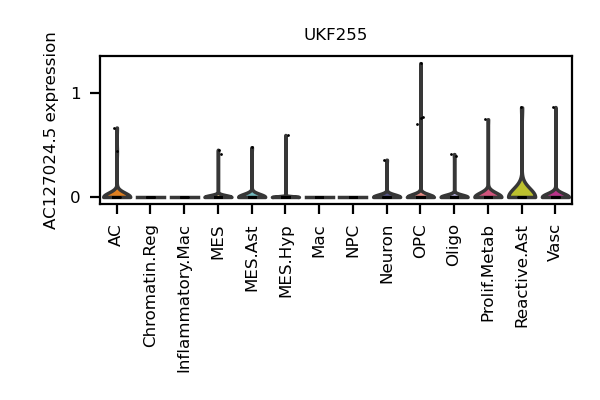 UKF255
AC127024.5 expression
1
0
AC
Chromatin.Reg
Inflammatory.Mac
MES
MES.Ast
MES.Hyp
Mac
NPC
Neuron
OPC
Oligo
Prolif.Metab
Reactive.Ast
Vasc